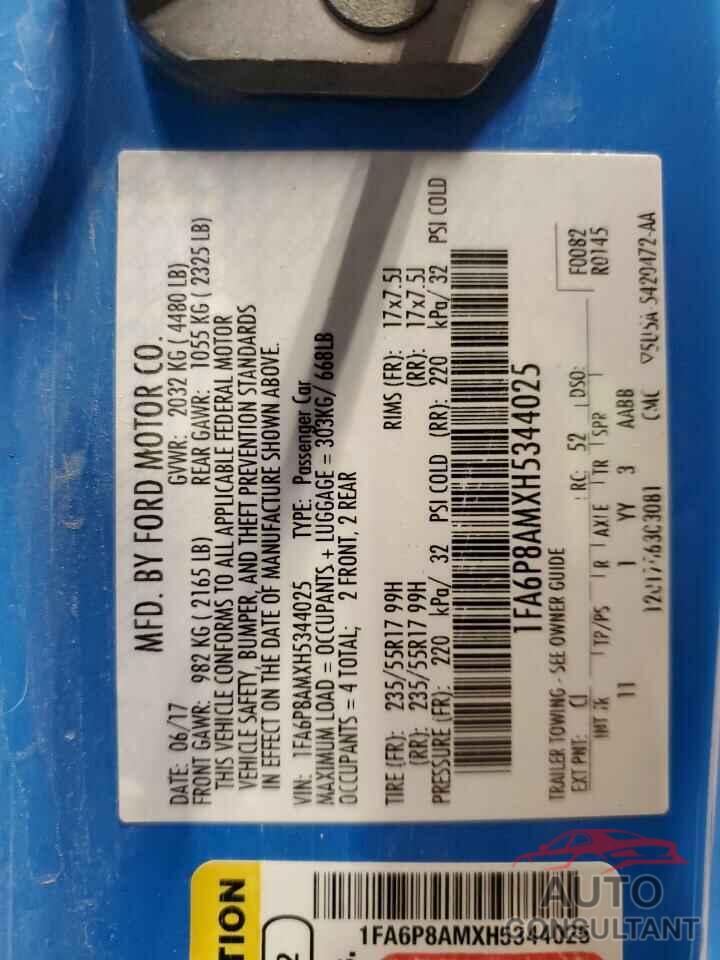 MFD. BY FORD MOTOR CO.
DATE: 06/17 GVWR: 2032 KG ( 4480 LB)
FRONT GAWR: 982 KG ( 2165 LB) REAR GAWR: 1055 KG ( 2325 LB)
THIS VEHICLE CONFORMS TO ALL APPLICABLE FEDERAL MOTOR
VEHICLE SAFETY, BUMPER, AND THEFT PREVENTION STANDARDS
IN EFFECT ON THE DATE OF MANUFACTURE SHOWN ABOVE.
VIN: 1FA6P8AMXH5344025 TYPE: Passenger Car
MAXIMUM LOAD = OCCUPANTS + LUGGAGE = 303KG/ 668LB
OCCUPANTS = 4 TOTAL; 2 FRONT, 2 REAR
TIRE (FR): 235/55R17 99H RIMS (FR): 17x7.5J
(RR): 235/55R17 99H (RR): 17x7.5J
PRESSURE (FR): 220 kPa/ 32 PSI COLD (RR): 220 kPa/ 32 PSI COLD
1FA6P8AMXH5344025
TRAILER TOWING - SEE OWNER GUIDE F0082
EXT PNT: CI RC: 52 DSO: R0145
INT TR TP/PS R AXLE TR SPR
11 1 YY 3 AABB
CMC
TION
1FA6P8AMXH5344025
AUTO
CONSULTANT